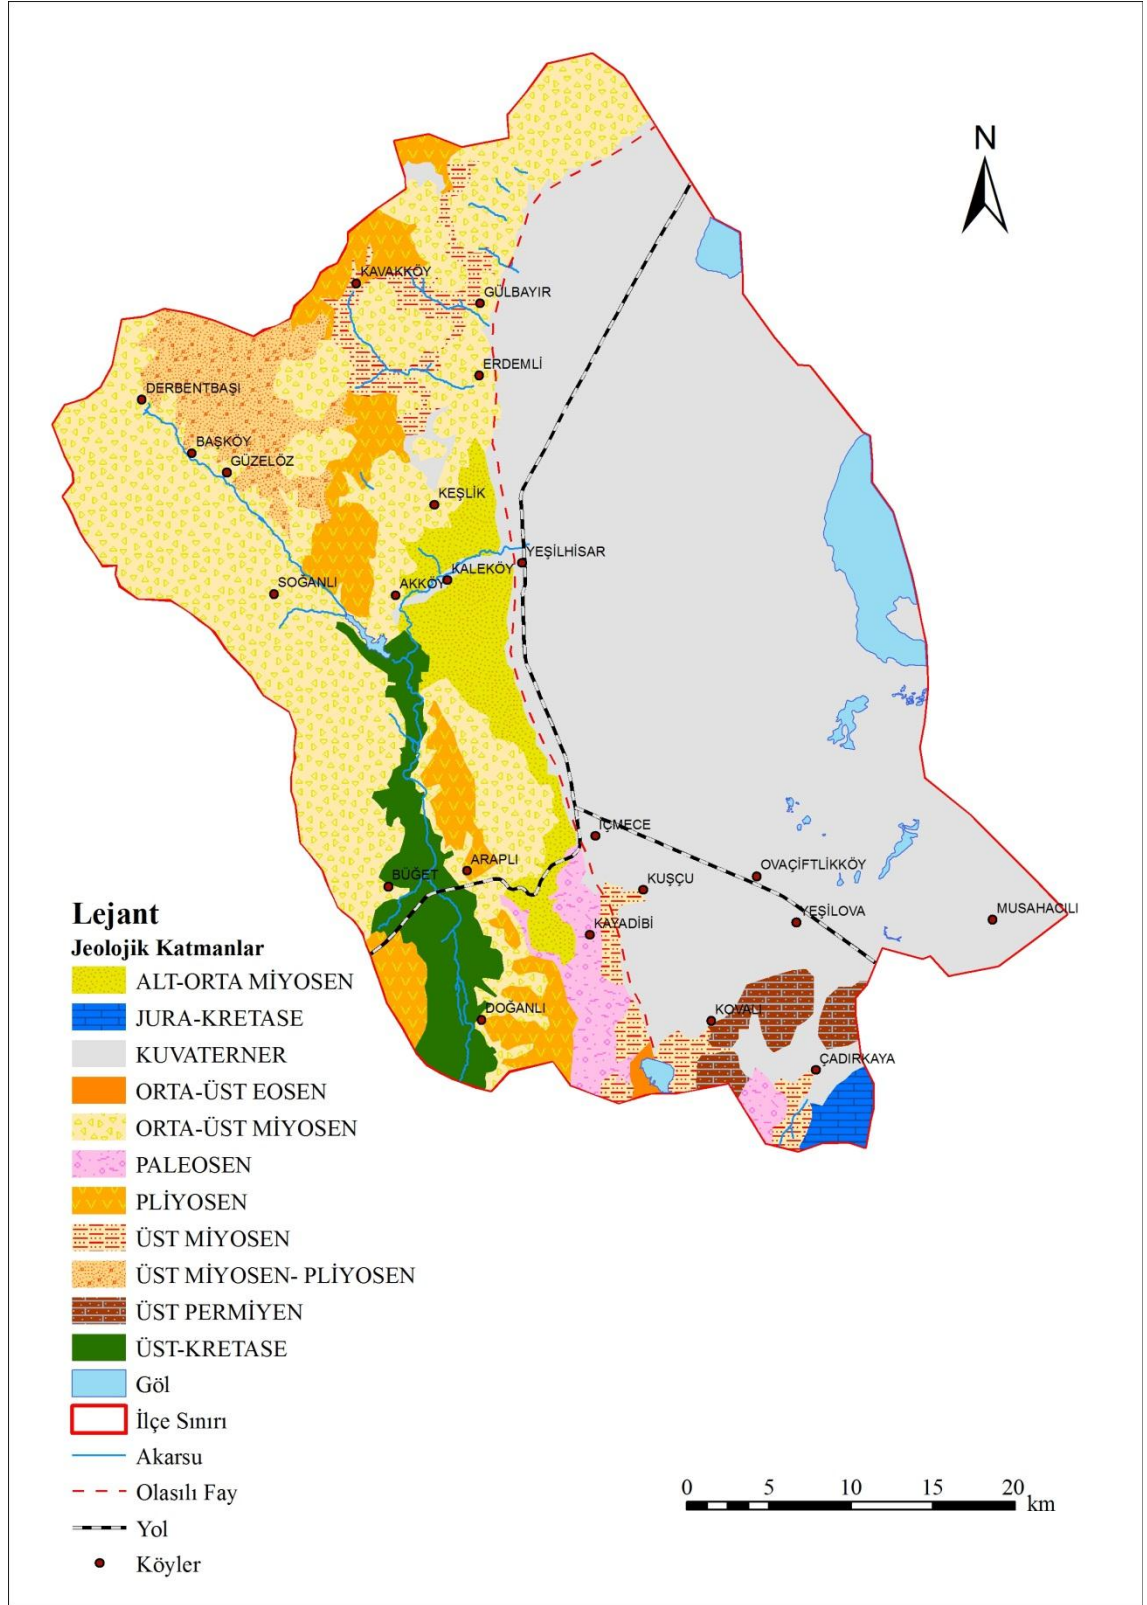 N
KAVAKKÖY
GÜLBAYIR
ERDEMLİ
DERBENTBAŞI
BAŞKÖY
GÜZELÖZ
KEŞLİK
YEŞİLHİSAR
KALEKÖY
SOĞANLI
AKKÖY
İÇMECE
ARAPLI
BÜĞET
OVAÇİFTLİKKÖY
KUŞÇU
YEŞİLOVA
MUSAHACILI
KAYADİBİ
DOĞANLI
KOVALI
ÇADIRKAYA
Lejant
Jeolojik Katmanlar
ALT-ORTA MİYOSEN
JURA-KRETASE
KUVATERNER
ORTA-ÜST EOSEN
ORTA-ÜST MİYOSEN
PALEOSEN
PLİYOSEN
ÜST MİYOSEN
ÜST MİYOSEN- PLİYOSEN
ÜST PERMİYEN
ÜST-KRETASE
Göl
İlçe Sınırı
Akarsu
Olasılı Fay
Yol
Köyler
0 5 10 15 20
km